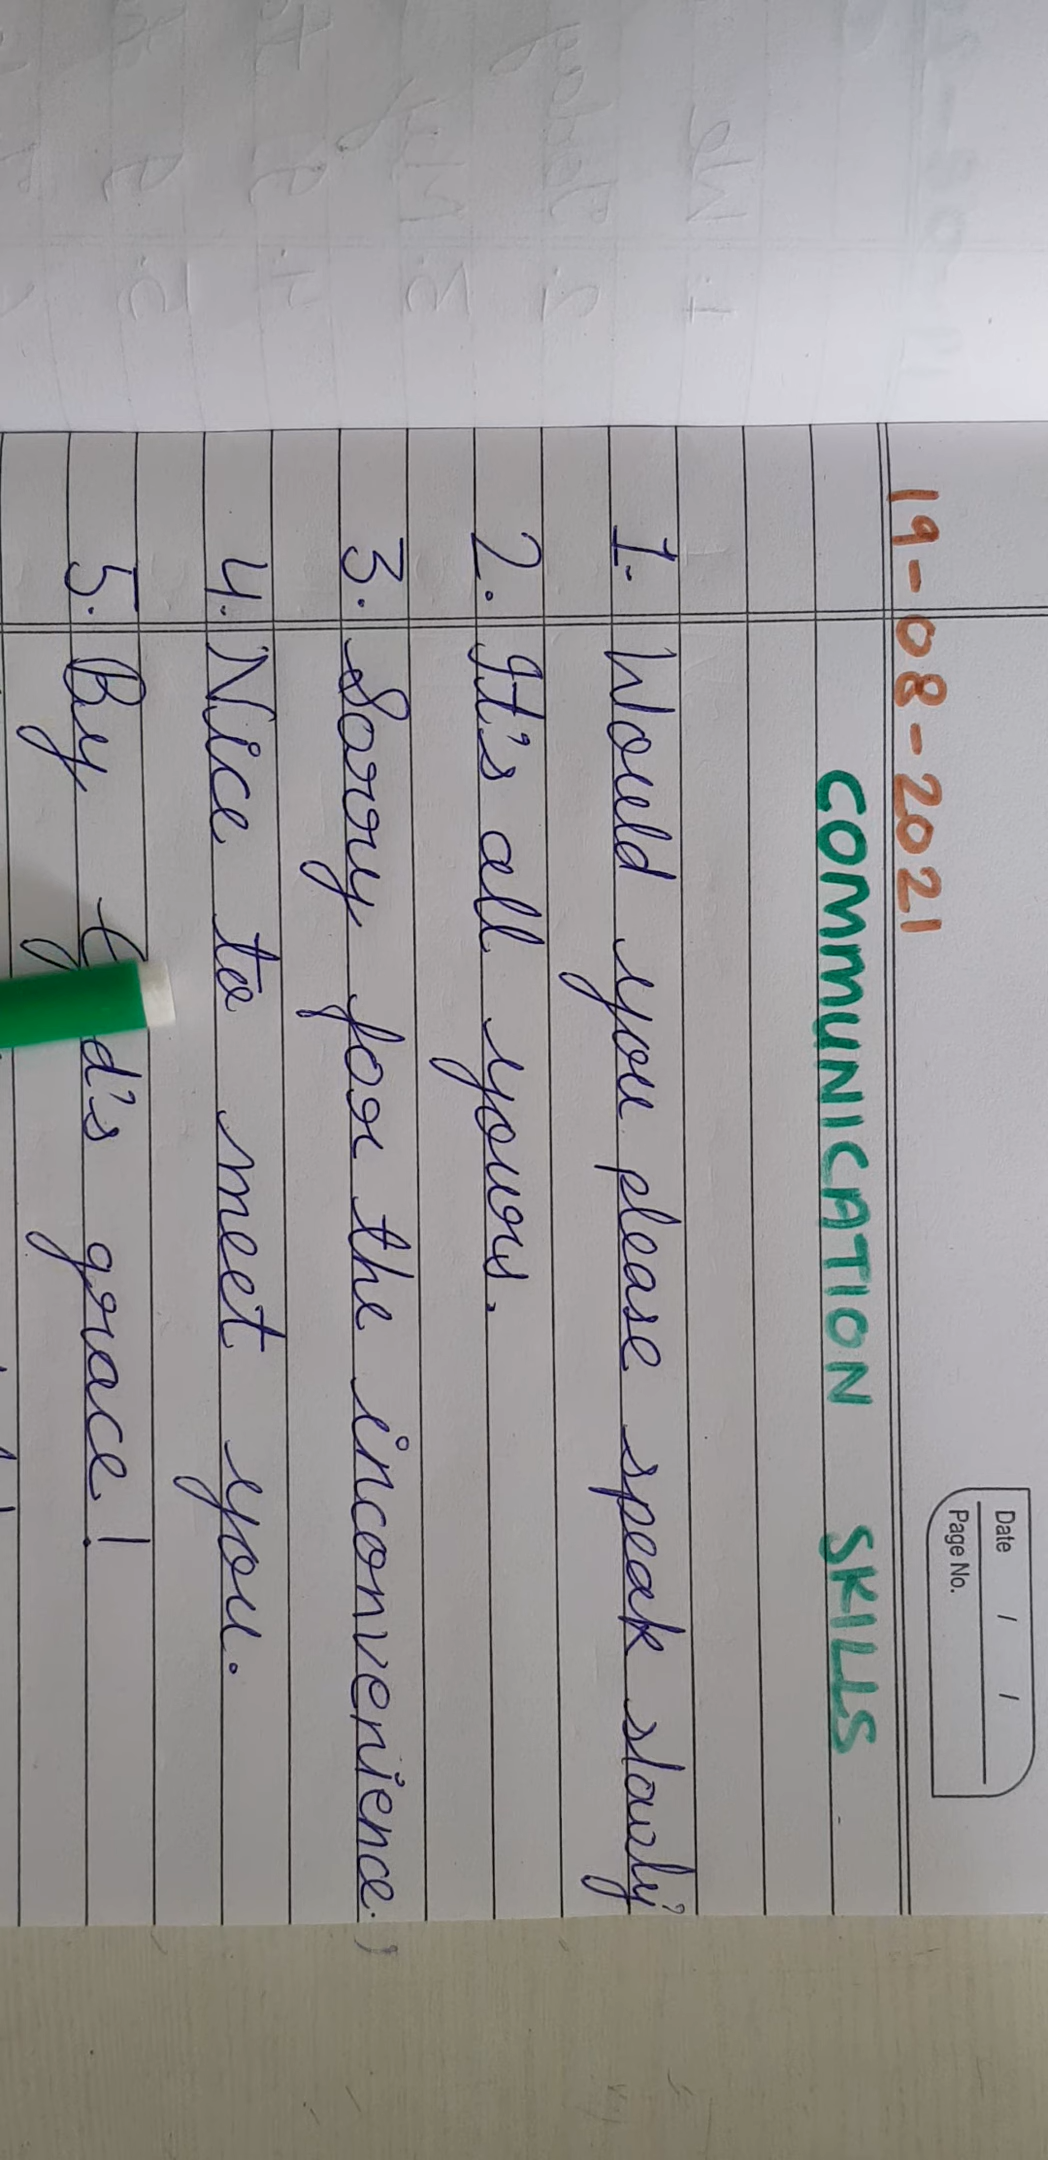 19-08-2021
Date / /
Page No.
COMMUNICATION SKILLS
1. Would you please speak slowly?
2. It's all yours.
3. Sorry for the inconvenience.
4. Nice to meet you.
5. By grace!